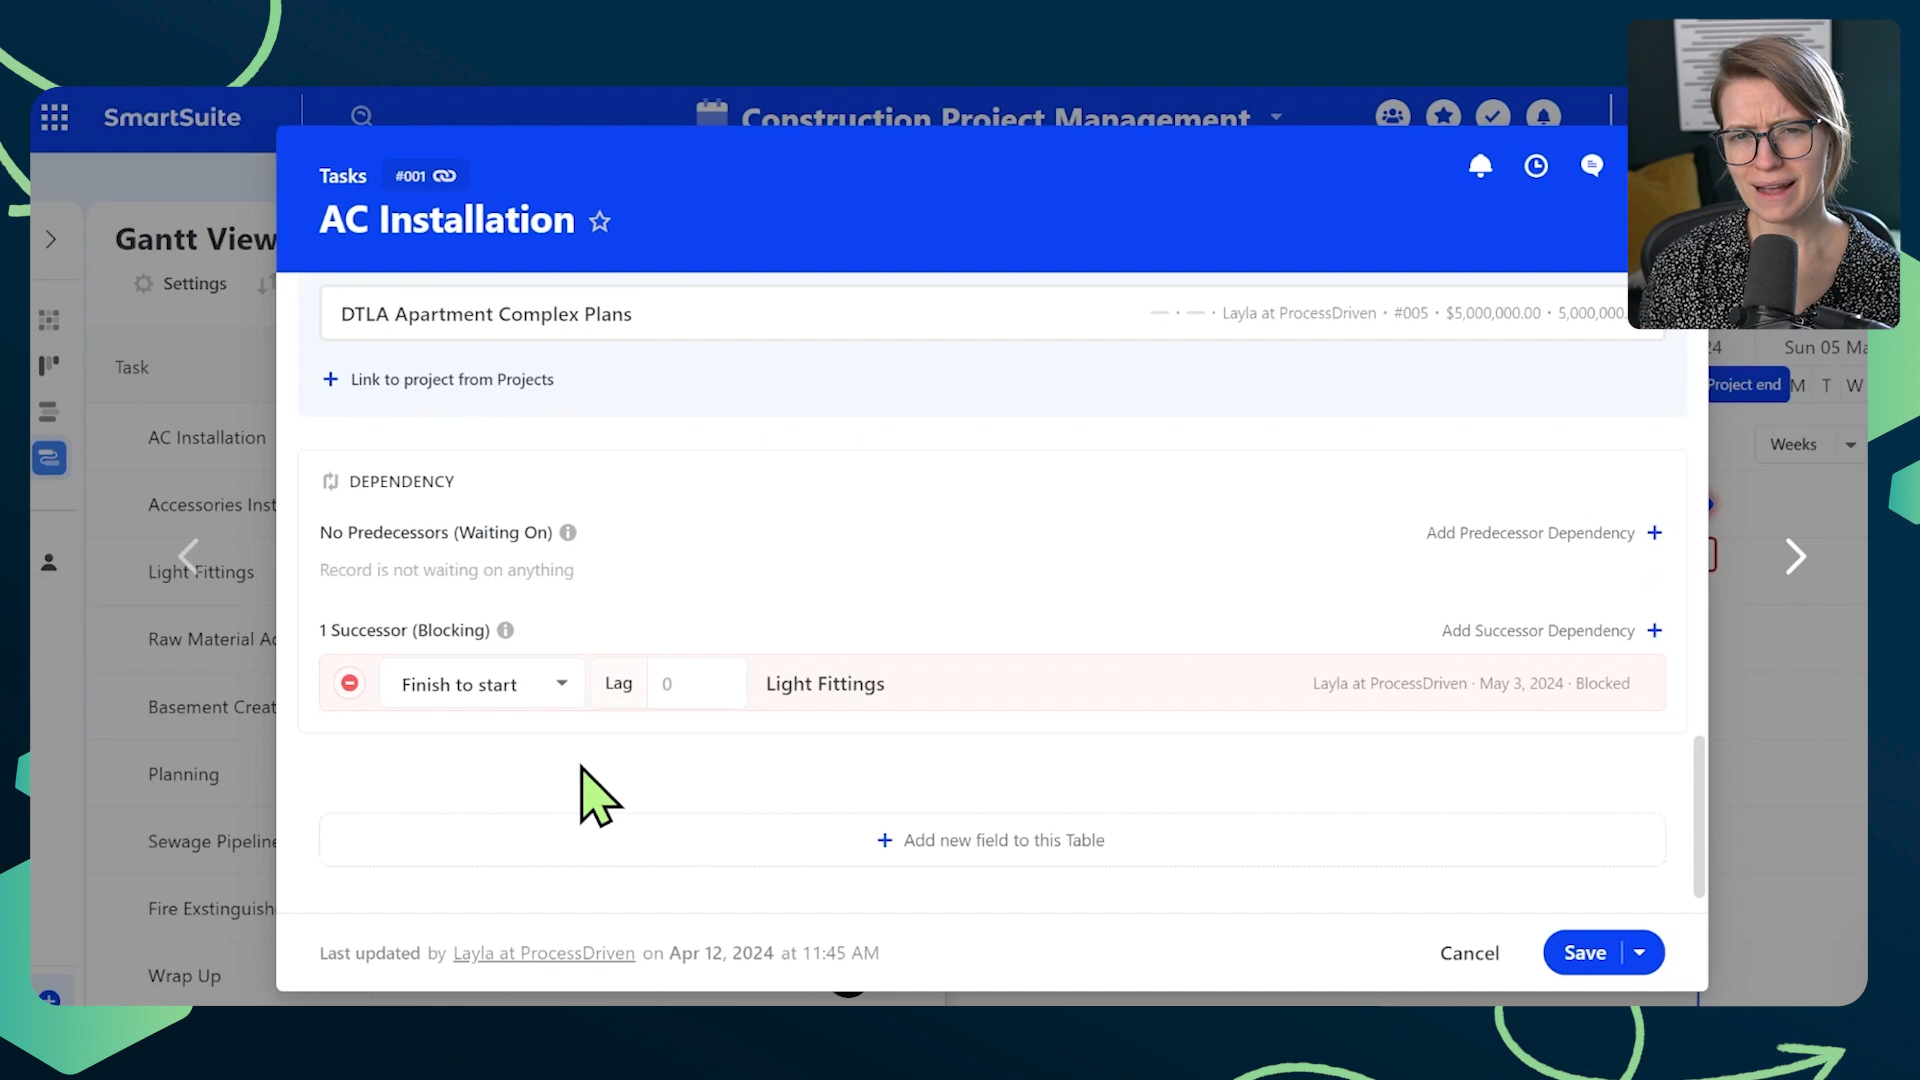 SmartSuite
Construction Project Management
Tasks #001
AC Installation
Gantt View
Settings
DTLA Apartment Complex Plans
Layla at ProcessDriven • #005 • $5,000,000.00 • 5,000,000.
Link to project from Projects
24 Sun 05 Ma
Project end M T W
Weeks
Task
AC Installation
Accessories Inst
Light Fittings
Raw Material Ac
Basement Creat
Planning
Sewage Pipeline
Fire Exstinguish
Wrap Up
DEPENDENCY
No Predecessors (Waiting On)
Add Predecessor Dependency
Record is not waiting on anything
1 Successor (Blocking)
Add Successor Dependency
Finish to start Lag 0 Light Fittings
Layla at ProcessDriven · May 3, 2024 · Blocked
Add new field to this Table
Last updated by Layla at ProcessDriven on Apr 12, 2024 at 11:45 AM
Cancel Save